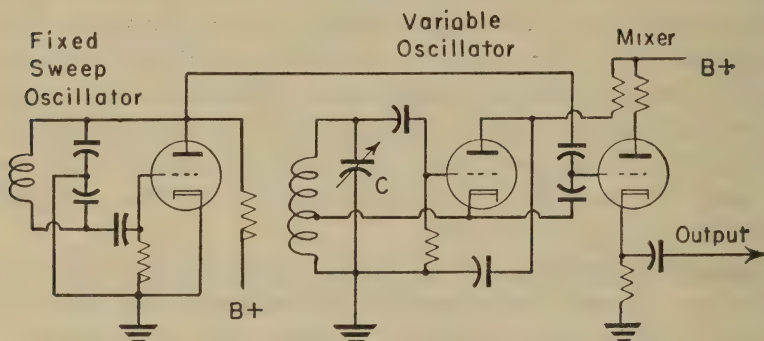 Fixed
Sweep
Oscillator
Variable
Oscillator
Mixer
B+
C
Output
B+